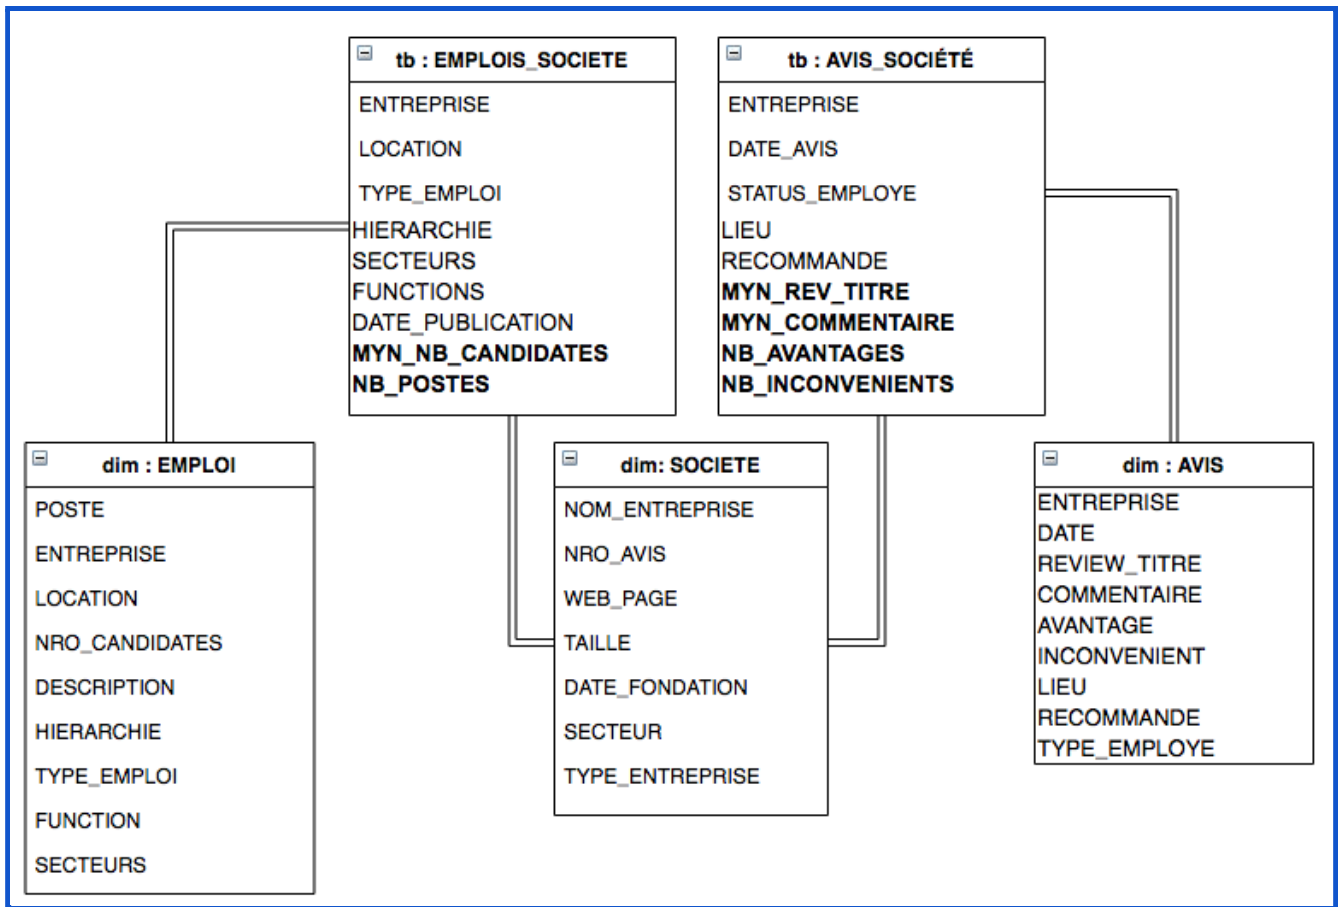 tb : EMPLOIS_SOCIETE
ENTREPRISE
LOCATION
TYPE_EMPLOI
HIERARCHIE
SECTEURS
FUNCTIONS
DATE_PUBLICATION
MYN_NB_CANDIDATES
NB_POSTES
tb : AVIS_SOCIÉTÉ
ENTREPRISE
DATE_AVIS
STATUS_EMPLOYE
LIEU
RECOMMANDE
MYN_REV_TITRE
MYN_COMMENTAIRE
NB_AVANTAGES
NB_INCONVENIENTS
dim : EMPLOI
POSTE
ENTREPRISE
LOCATION
NRO_CANDIDATES
DESCRIPTION
HIERARCHIE
TYPE_EMPLOI
FUNCTION
SECTEURS
dim: SOCIETE
NOM_ENTREPRISE
NRO_AVIS
WEB_PAGE
TAILLE
DATE_FONDATION
SECTEUR
TYPE_ENTREPRISE
dim : AVIS
ENTREPRISE
DATE
REVIEW_TITRE
COMMENTAIRE
AVANTAGE
INCONVENIENT
LIEU
RECOMMANDE
TYPE_EMPLOYE